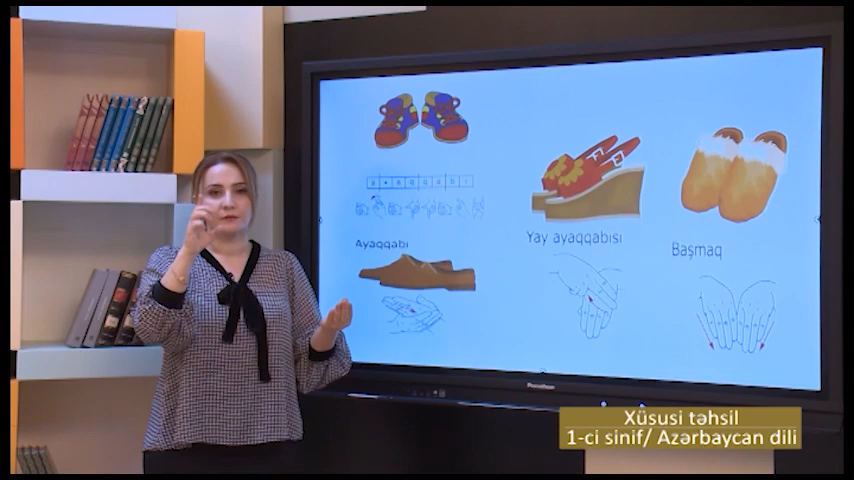 Ayaqqabı
Yay ayaqqabısı
Başmaq
Xüsusi təhsil
1-ci sinif/ Azərbaycan dili